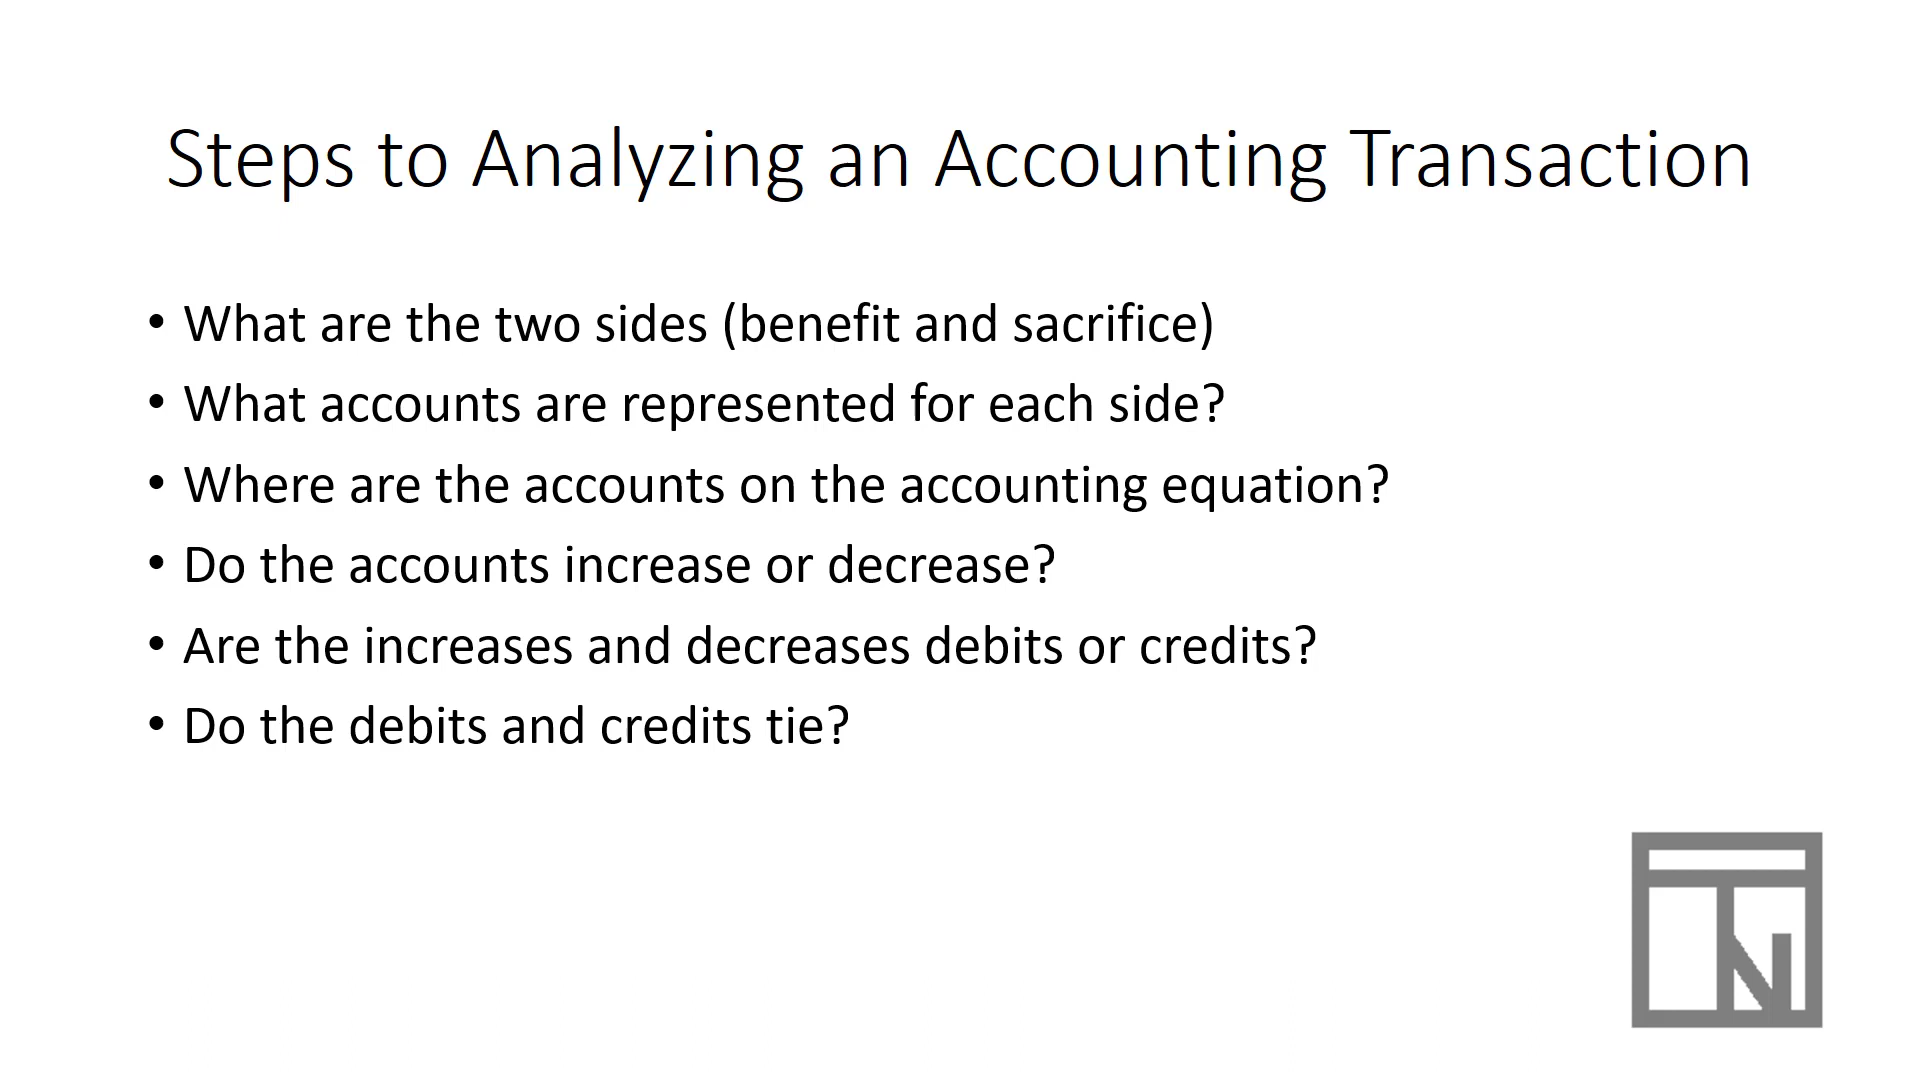 Steps to Analyzing an Accounting Transaction
• What are the two sides (benefit and sacrifice)
• What accounts are represented for each side?
• Where are the accounts on the accounting equation?
• Do the accounts increase or decrease?
• Are the increases and decreases debits or credits?
• Do the debits and credits tie?
TN